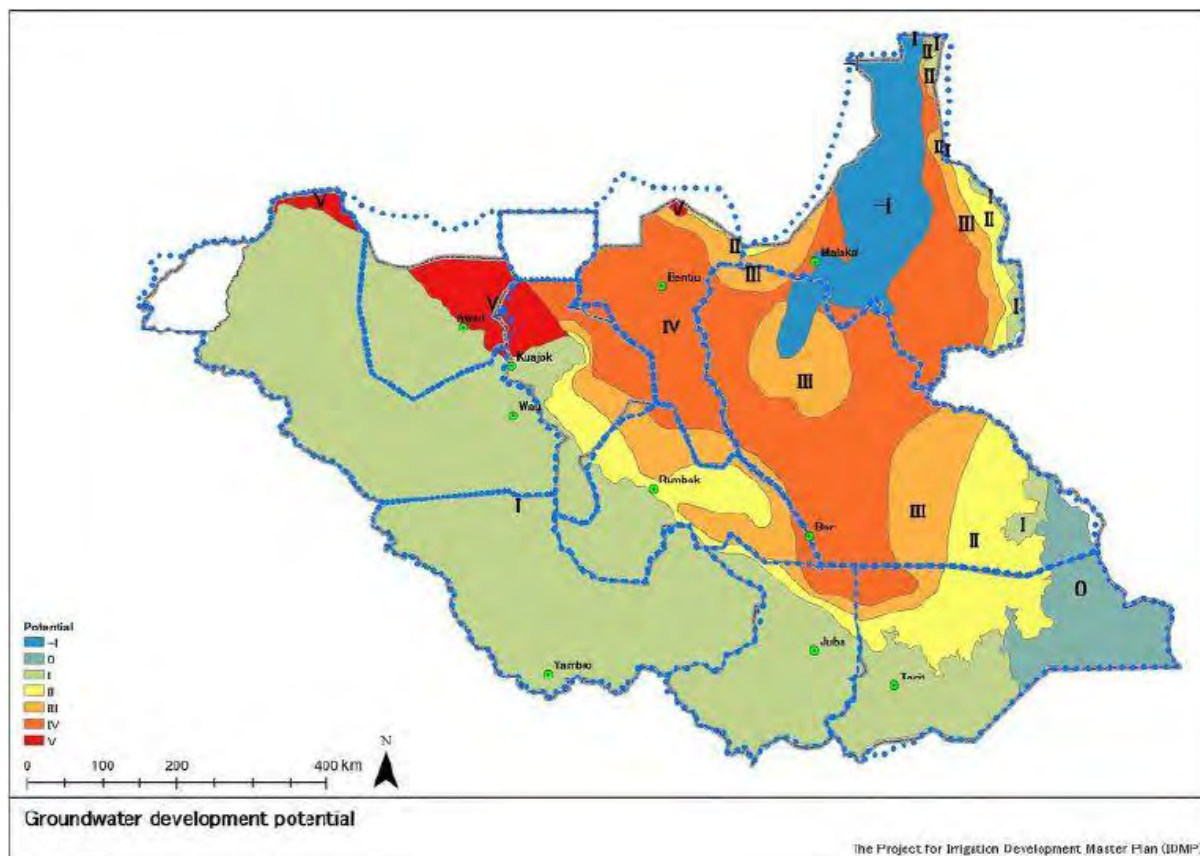 I
I
II
II
II
I
V
V
I
II
-I
III
II
Malaka
III
Bentiu
V
I
Aweil
IV
Kuajok
III
Wau
Rumbek
III
I
Bor
I
II
0
Potential
-I
0
I
II
III
IV
V
Juba
Yambio
Torit
N
0 100 200 400 km
Groundwater development potential
The Project for Irrigation Development Master Plan (IDMP)